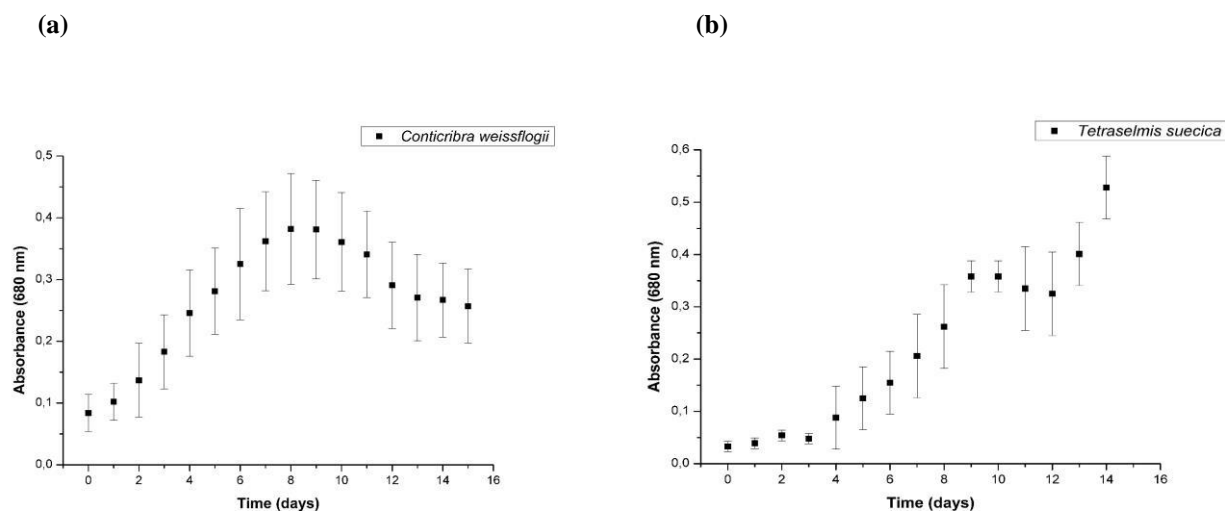 (a)
(b)
Conticribra weissflogii
Tetraselmis suecica
0,5
0,4
0,3
0,2
0,1
0,0
Absorbance (680 nm)
0 2 4 6 8 10 12 14 16
Time (days)
0,6
0,5
0,4
0,3
0,2
0,1
0,0
Absorbance (680 nm)
0 2 4 6 8 10 12 14 16
Time (days)